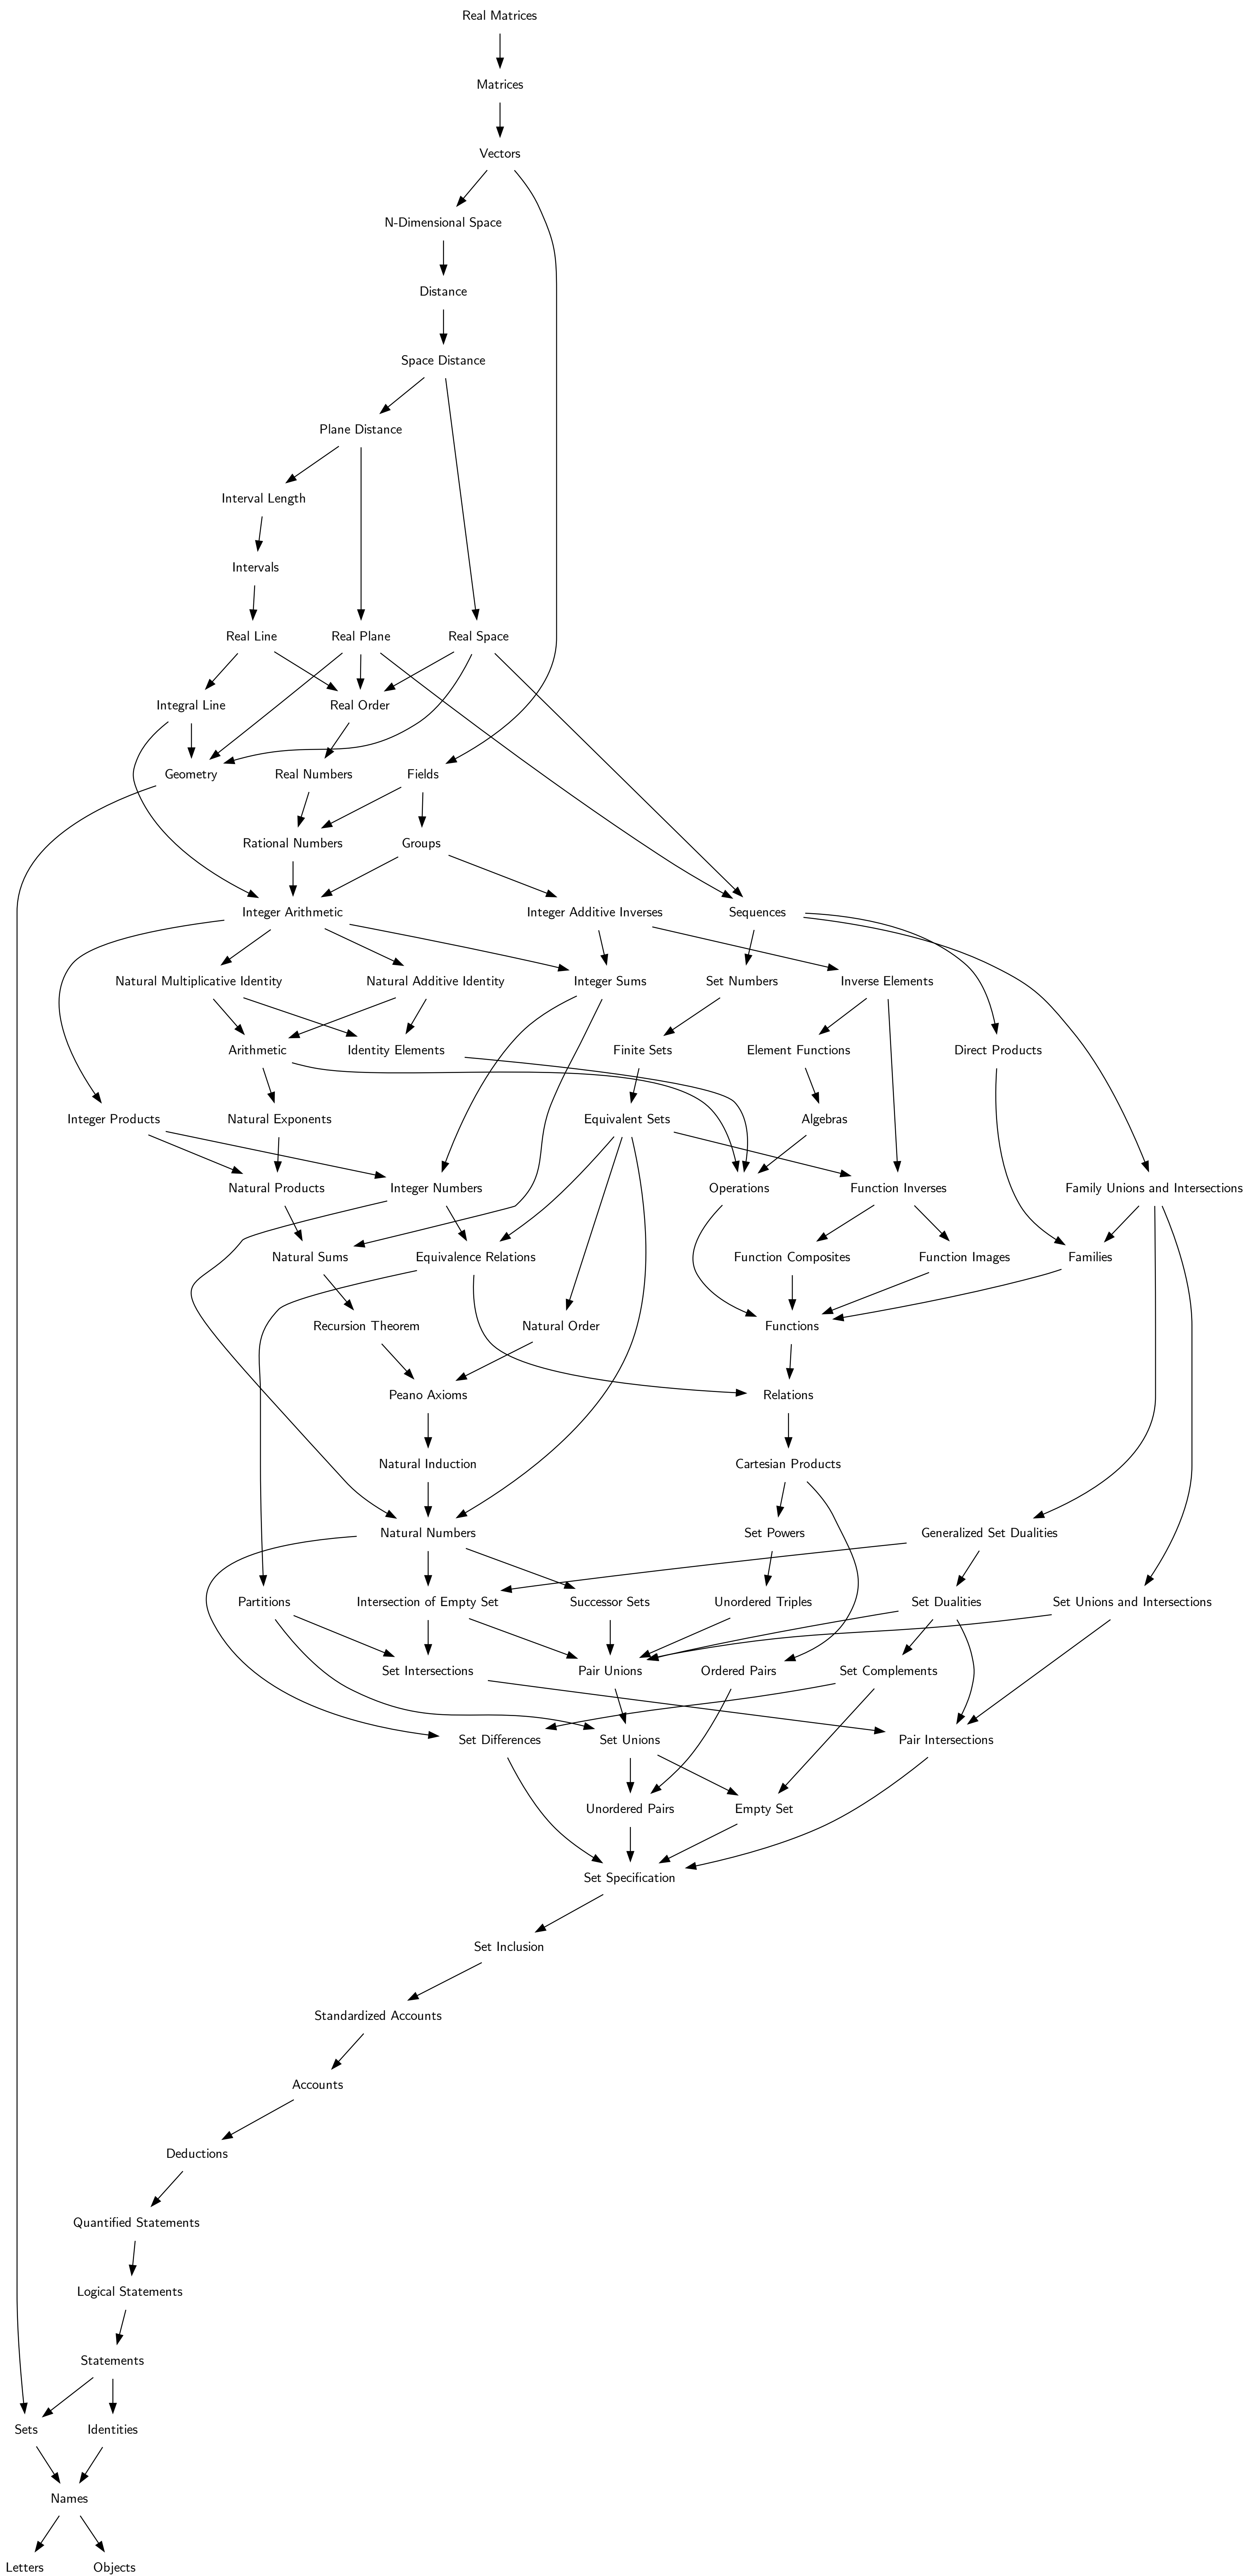 Real Matrices
Matrices
Vectors
N-Dimensional Space
Distance
Space Distance
Plane Distance
Interval Length
Intervals
Real Line
Real Plane
Real Space
Integral Line
Real Order
Geometry
Real Numbers
Fields
Rational Numbers
Groups
Integer Arithmetic
Integer Additive Inverses
Sequences
Natural Multiplicative Identity
Natural Additive Identity
Integer Sums
Set Numbers
Inverse Elements
Arithmetic
Identity Elements
Finite Sets
Element Functions
Direct Products
Integer Products
Natural Exponents
Equivalent Sets
Algebras
Natural Products
Integer Numbers
Operations
Function Inverses
Family Unions and Intersections
Natural Sums
Equivalence Relations
Function Composites
Function Images
Families
Recursion Theorem
Natural Order
Functions
Peano Axioms
Relations
Natural Induction
Cartesian Products
Natural Numbers
Set Powers
Generalized Set Dualities
Partitions
Intersection of Empty Set
Successor Sets
Unordered Triples
Set Dualities
Set Unions and Intersections
Set Intersections
Pair Unions
Ordered Pairs
Set Complements
Set Differences
Set Unions
Pair Intersections
Unordered Pairs
Empty Set
Set Specification
Set Inclusion
Standardized Accounts
Accounts
Deductions
Quantified Statements
Logical Statements
Statements
Sets
Identities
Names
Letters
Objects